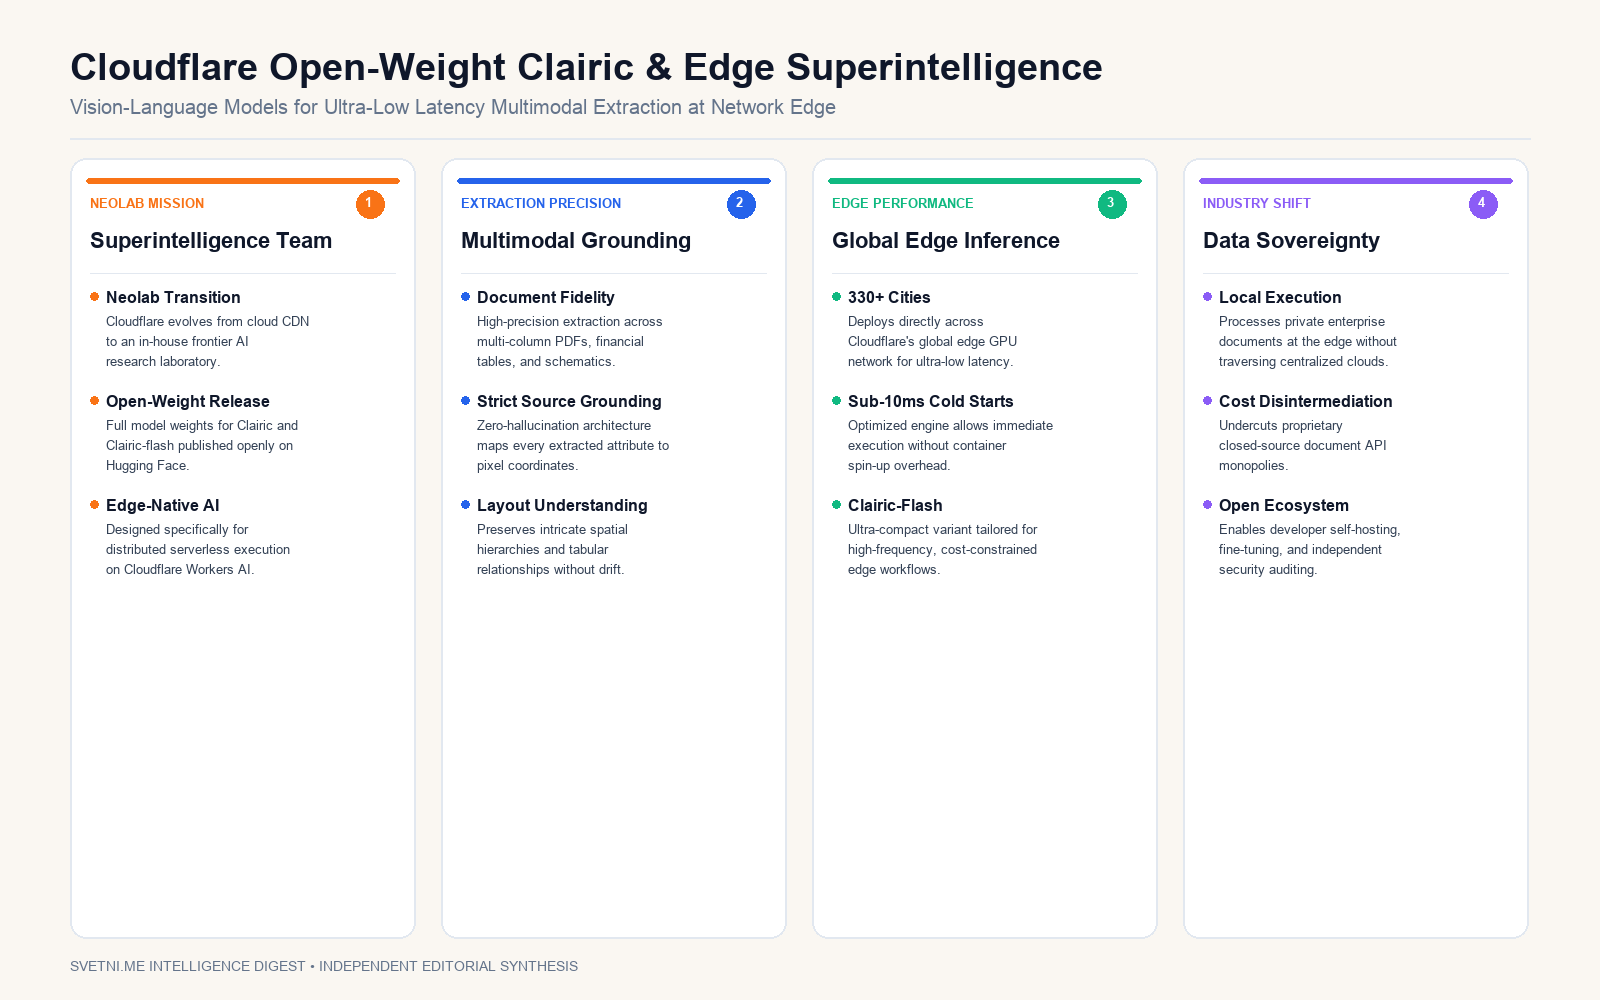 Cloudflare Open-Weight Clairic & Edge Superintelligence
Vision-Language Models for Ultra-Low Latency Multimodal Extraction at Network Edge
NEOLAB MISSION
1
Superintelligence Team
Neolab Transition
Cloudflare evolves from cloud CDN
to an in-house frontier AI
research laboratory.
Open-Weight Release
Full model weights for Clairic and
Clairic-flash published openly on
Hugging Face.
Edge-Native AI
Designed specifically for
distributed serverless execution
on Cloudflare Workers AI.
EXTRACTION PRECISION
2
Multimodal Grounding
Document Fidelity
High-precision extraction across
multi-column PDFs, financial
tables, and schematics.
Strict Source Grounding
Zero-hallucination architecture
maps every extracted attribute to
pixel coordinates.
Layout Understanding
Preserves intricate spatial
hierarchies and tabular
relationships without drift.
EDGE PERFORMANCE
3
Global Edge Inference
330+ Cities
Deploys directly across
Cloudflare's global edge GPU
network for ultra-low latency.
Sub-10ms Cold Starts
Optimized engine allows immediate
execution without container
spin-up overhead.
Clairic-Flash
Ultra-compact variant tailored for
high-frequency, cost-constrained
edge workflows.
INDUSTRY SHIFT
4
Data Sovereignty
Local Execution
Processes private enterprise
documents at the edge without
traversing centralized clouds.
Cost Disintermediation
Undercuts proprietary
closed-source document API
monopolies.
Open Ecosystem
Enables developer self-hosting,
fine-tuning, and independent
security auditing.
SVETNI.ME INTELLIGENCE DIGEST • INDEPENDENT EDITORIAL SYNTHESIS